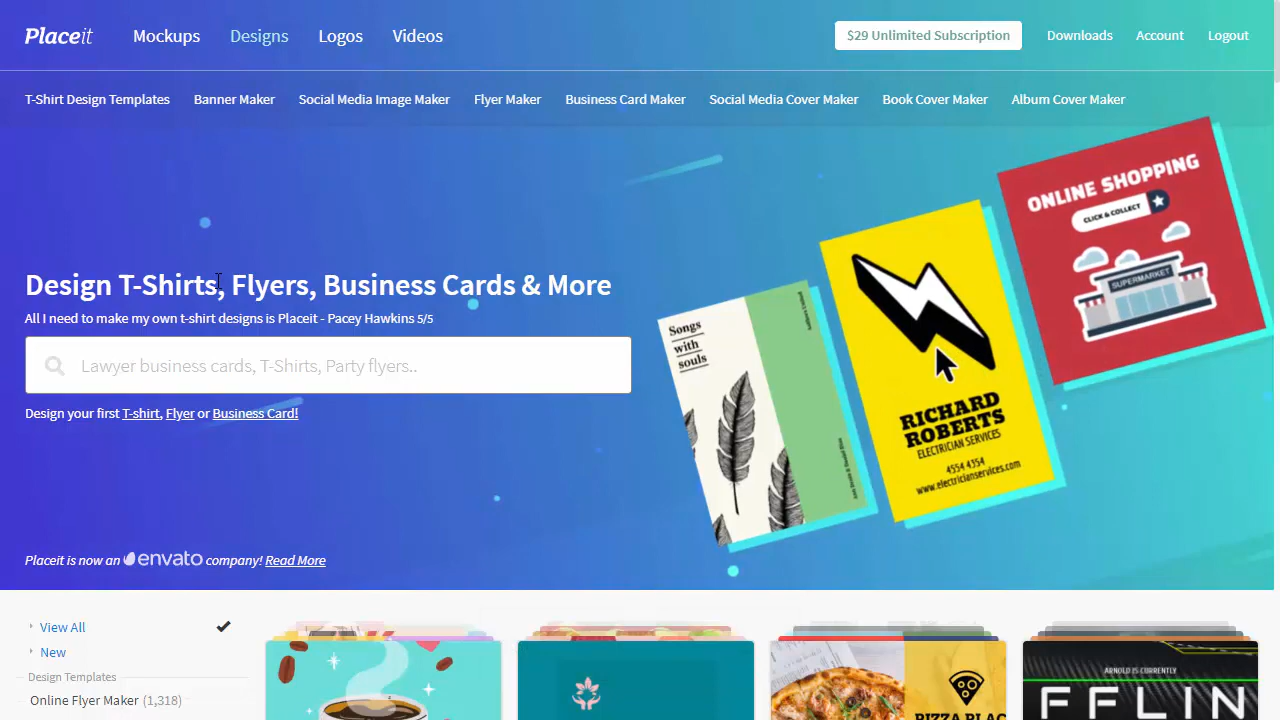 Placeit
Mockups
Designs
Logos
Videos
$29 Unlimited Subscription
Downloads
Account
Logout
T-Shirt Design Templates
Banner Maker
Social Media Image Maker
Flyer Maker
Business Card Maker
Social Media Cover Maker
Book Cover Maker
Album Cover Maker
Design T-Shirts, Flyers, Business Cards & More
All I need to make my own t-shirt designs is Placeit - Pacey Hawkins 5/5
Lawyer business cards, T-Shirts, Party flyers..
Design your first T-shirt, Flyer or Business Card!
Songs
with
souls
RICHARD
ROBERTS
ELECTRICIAN SERVICES
4554 4354
www.electricianservices.com
ONLINE SHOPPING
CLICK & COLLECT
SUPERMARKET
Placeit is now an envato company! Read More
View All
New
Design Templates
Online Flyer Maker (1,318)
PIZZA PLAC
ARNOLD IS CURRENTLY
FFLIN